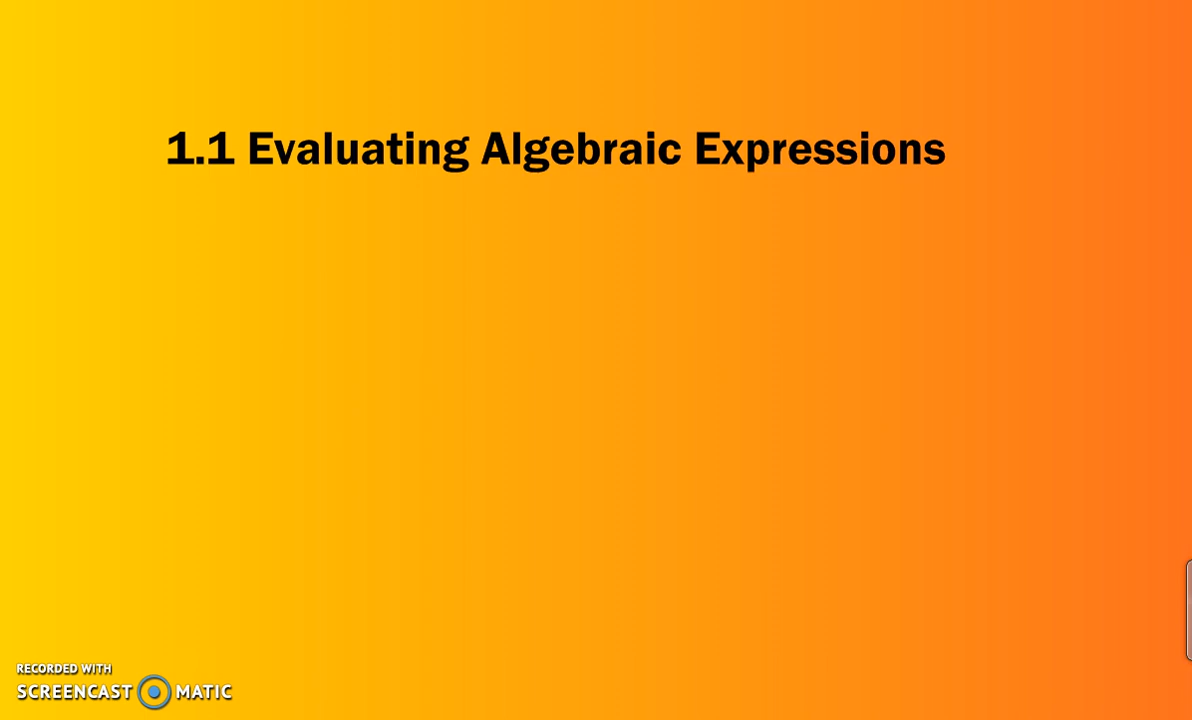 1.1 Evaluating Algebraic Expressions
RECORDED WITH
SCREENCAST MATIC